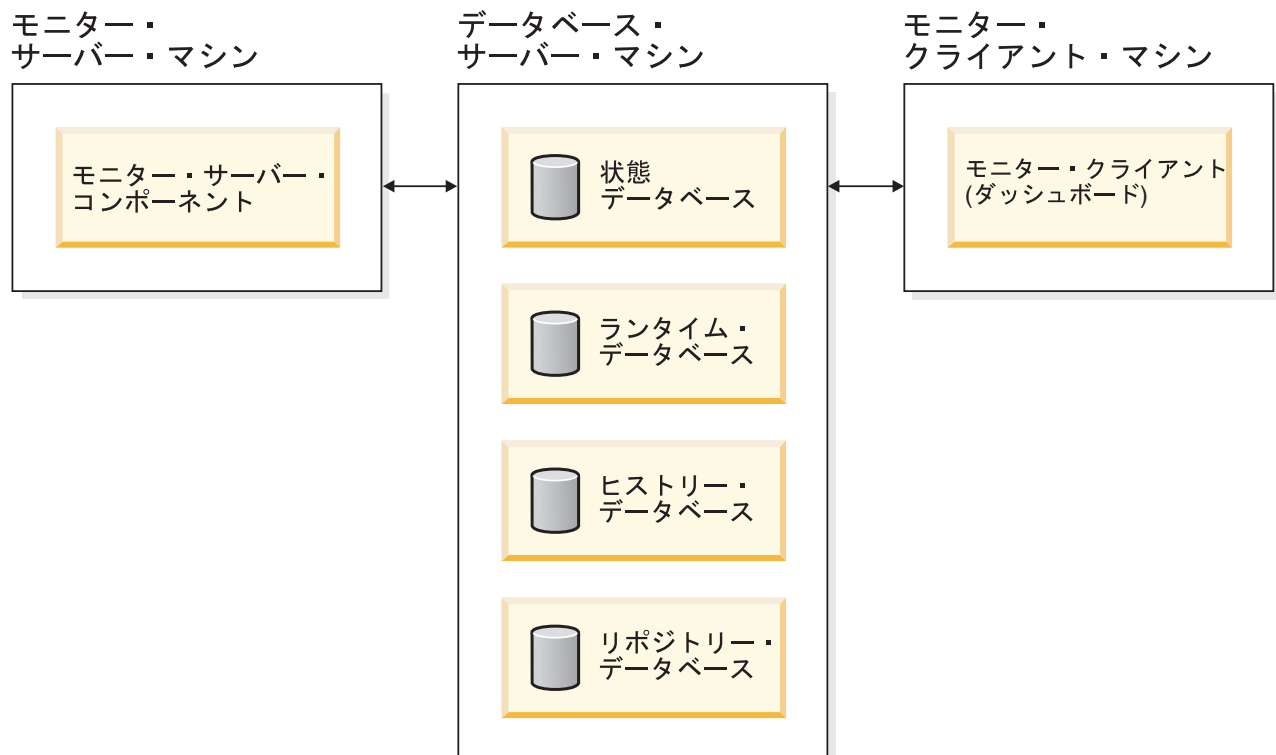 モニター・
サーバー・マシン
モニター・サーバー・
コンポーネント
データベース・
サーバー・マシン
状態
データベース
ランタイム・
データベース
ヒストリー・
データベース
リポジトリー・
データベース
モニター・
クライアント・マシン
モニター・クライアント
(ダッシュボード)